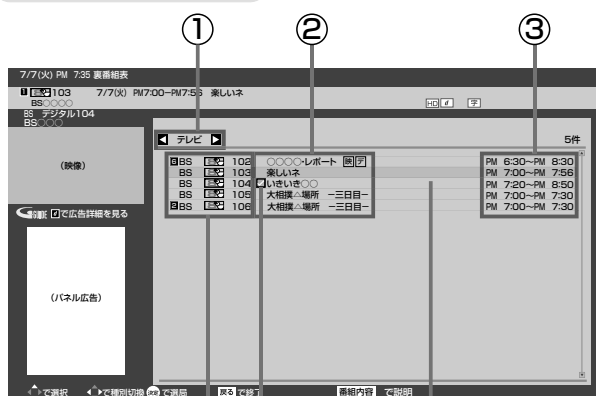 ① ② ③
7/7(火) PM 7:35 裏番組表
103 7/7(火) PM7:00−PM7:56 楽しいネ
BS○○○○
HD 字
BS デジタル104
BS○○○
◀ テレビ ▶ 5件
(映像)
BS 102 ○○○○・レポート 映 デ PM 6:30〜PM 8:30
BS 103 楽しいネ PM 7:00〜PM 7:56
BS 104 いきいき○○ PM 7:20〜PM 8:50
BS 105 大相撲△場所 −三日目− PM 7:00〜PM 7:30
2 BS 106 大相撲△場所 −三日目− PM 7:00〜PM 7:30
で広告詳細を見る
(パネル広告)
で選択 で種別切換 決定 で選局 戻る で終了 番組内容 で説明